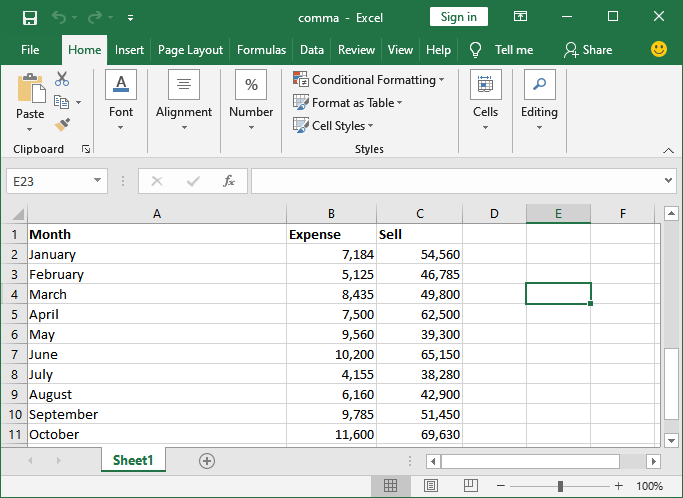 comma - Excel
Sign in
File Home Insert Page Layout Formulas Data Review View Help Tell me Share
Paste
Clipboard
A
Font
Alignment
%
Number
Conditional Formatting
Format as Table
Cell Styles
Styles
Cells
Editing
E23 fx
A B C D E F
1 Month Expense Sell
2 January 7,184 54,560
3 February 5,125 46,785
4 March 8,435 49,800
5 April 7,500 62,500
6 May 9,560 39,300
7 June 10,200 65,150
8 July 4,155 38,280
9 August 6,160 42,900
10 September 9,785 51,450
11 October 11,600 69,630
Sheet1
100%